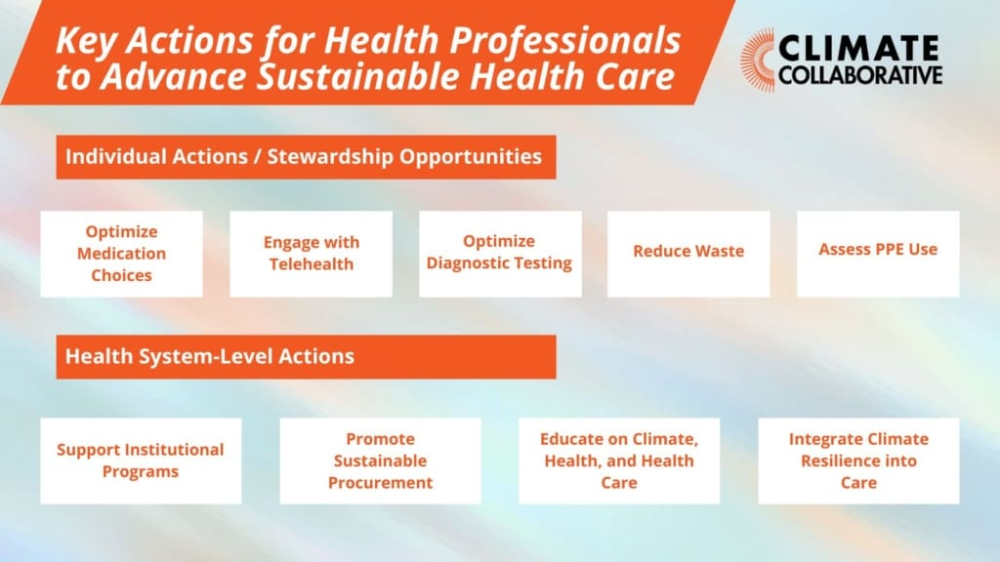 Key Actions for Health Professionals
to Advance Sustainable Health Care
CLIMATE
COLLABORATIVE
Individual Actions / Stewardship Opportunities
Optimize
Medication
Choices
Engage with
Telehealth
Optimize
Diagnostic Testing
Reduce Waste
Assess PPE Use
Health System-Level Actions
Support Institutional
Programs
Promote
Sustainable
Procurement
Educate on Climate,
Health, and Health
Care
Integrate Climate
Resilience into
Care